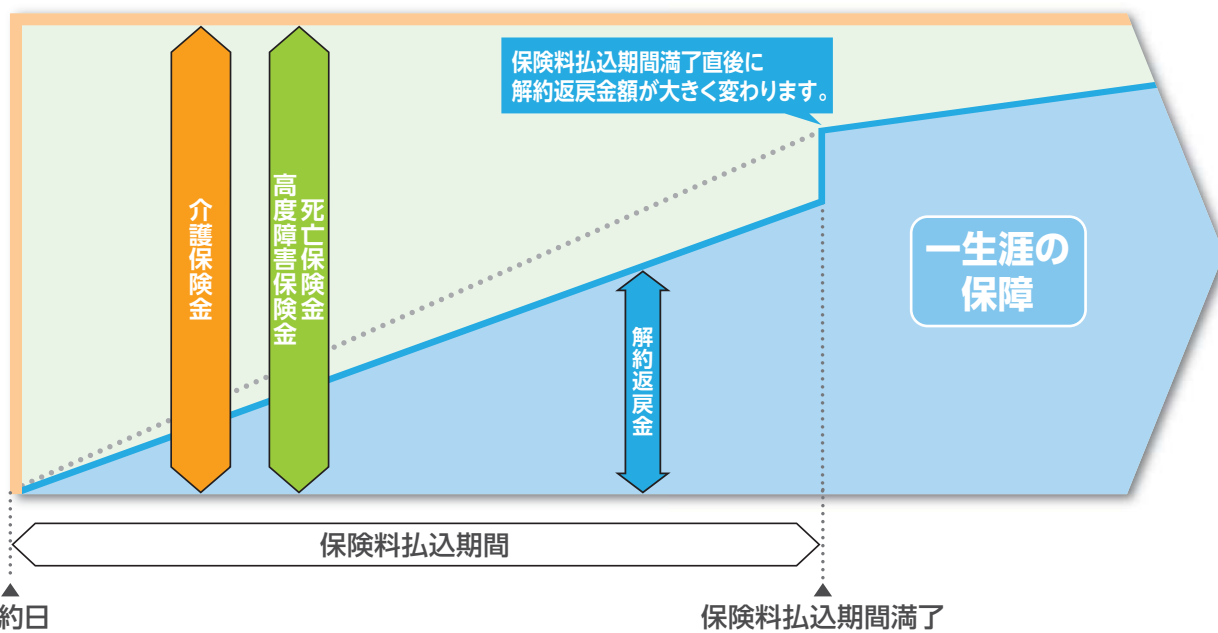 保険料払込期間満了直後に
解約返戻金額が大きく変わります。
介護保険金
死亡保険金
高度障害保険金
解約返戻金
一生涯の
保障
保険料払込期間
約日
保険料払込期間満了